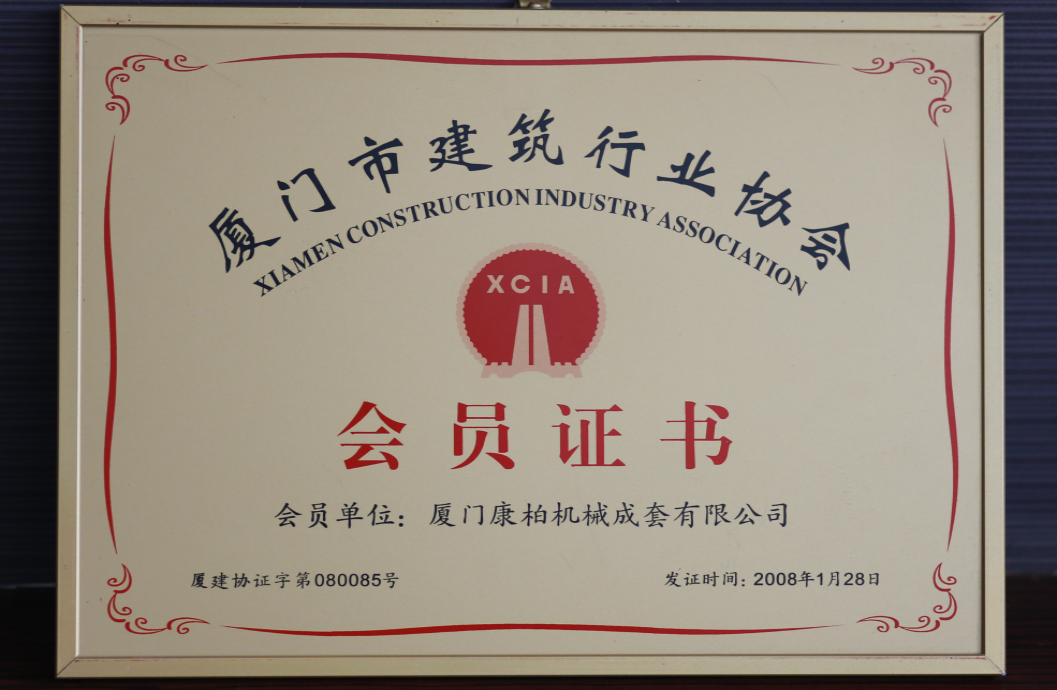 厦门市建筑行业协会
XIAMEN CONSTRUCTION INDUSTRY ASSOCIATION
XCIA
会员证书
会员单位：厦门康柏机械成套有限公司
厦建协证字第080085号
发证时间：2008年1月28日